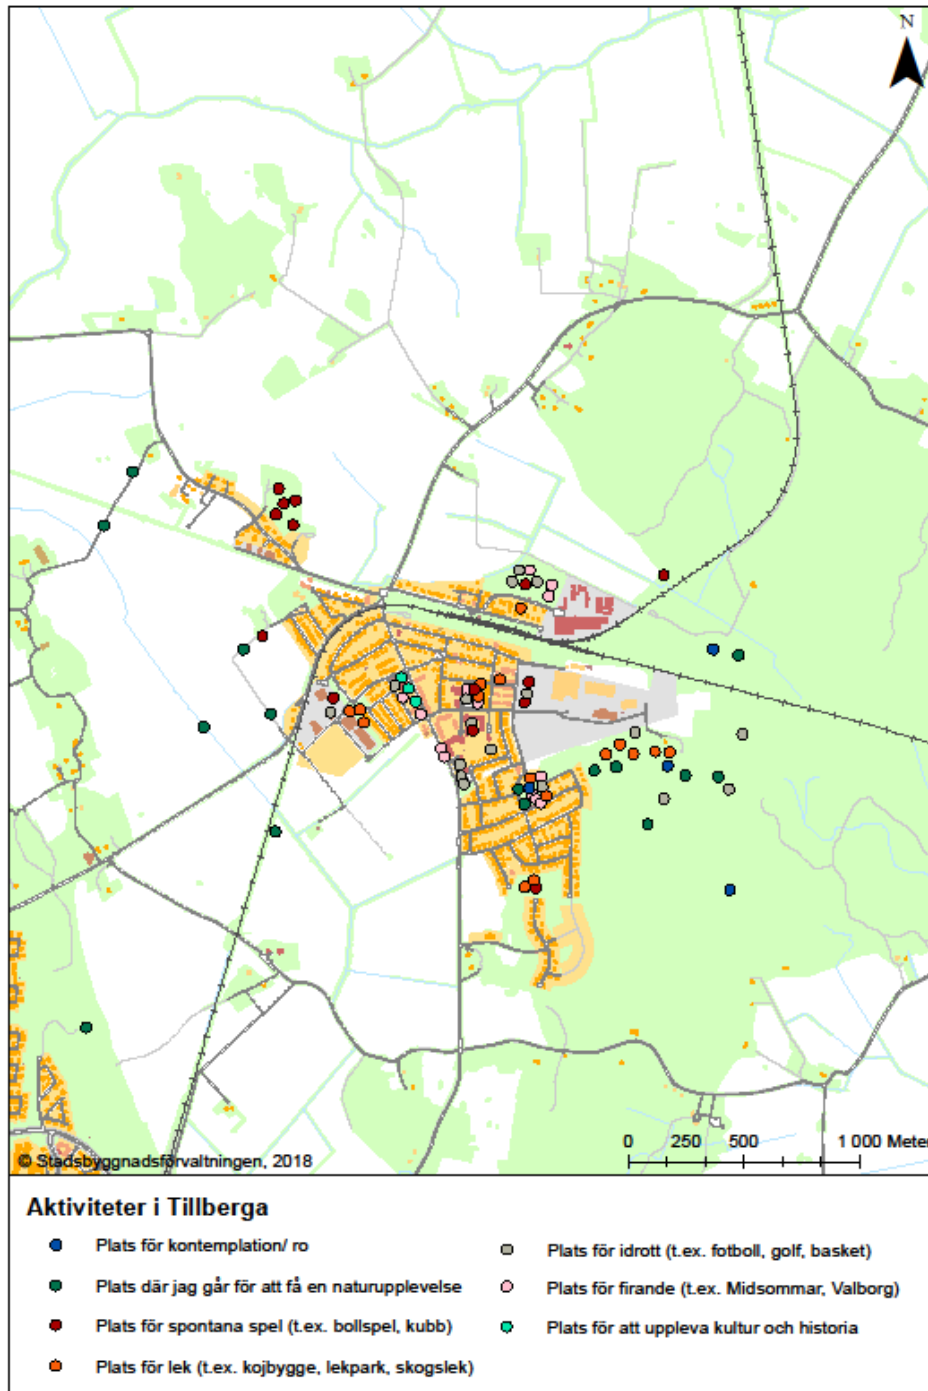 N
0 250 500 1 000 Meter
© Stadsbyggnadsförvaltningen, 2018
Aktiviteter i Tillberga
Plats för kontemplation/ ro
Plats där jag går för att få en naturupplevelse
Plats för spontana spel (t.ex. bollspel, kubb)
Plats för lek (t.ex. kojbygge, lekpark, skogslek)
Plats för idrott (t.ex. fotboll, golf, basket)
Plats för firande (t.ex. Midsommar, Valborg)
Plats för att uppleva kultur och historia